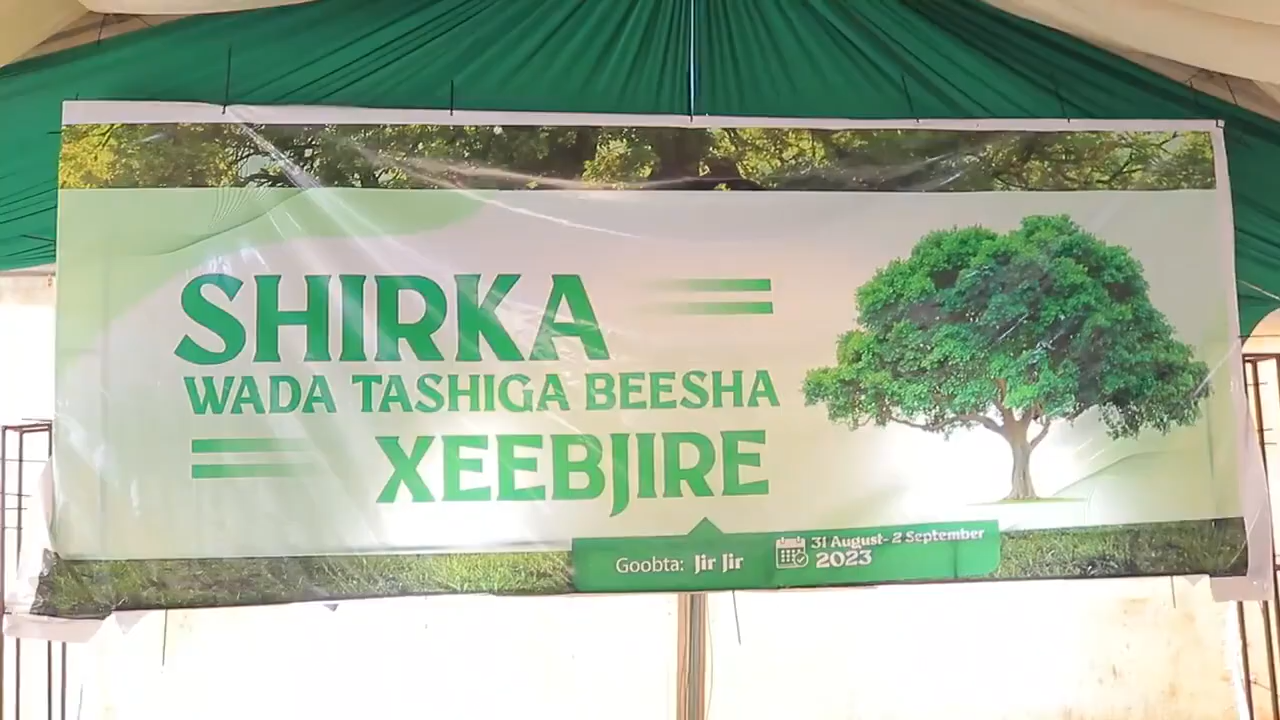 SHIRKA
WADA TASHIGA BEESHA
XEEBJIRE
Goobta: Jir Jir
31 August- 2 September
2023